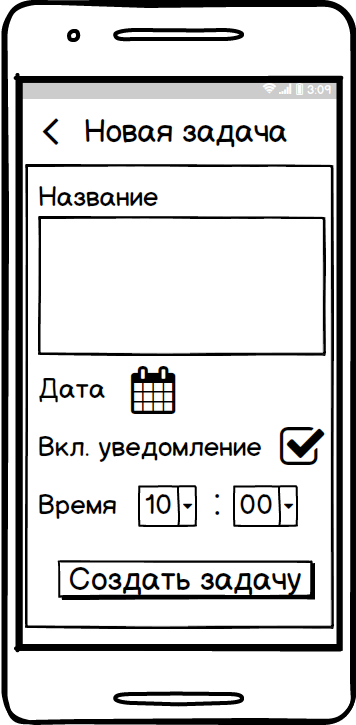 3:09
Новая задача
Название
Дата
Вкл. уведомление
Время 10 : 00
Создать задачу